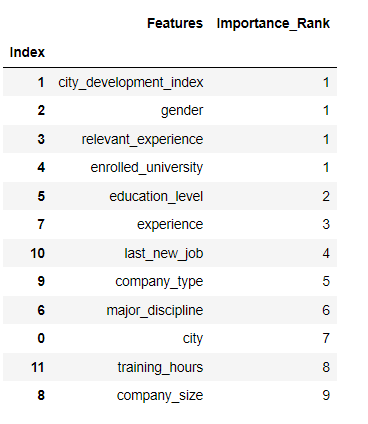 Features Importance_Rank
Index
1 city_development_index 1
2 gender 1
3 relevant_experience 1
4 enrolled_university 1
5 education_level 2
7 experience 3
10 last_new_job 4
9 company_type 5
6 major_discipline 6
0 city 7
11 training_hours 8
8 company_size 9